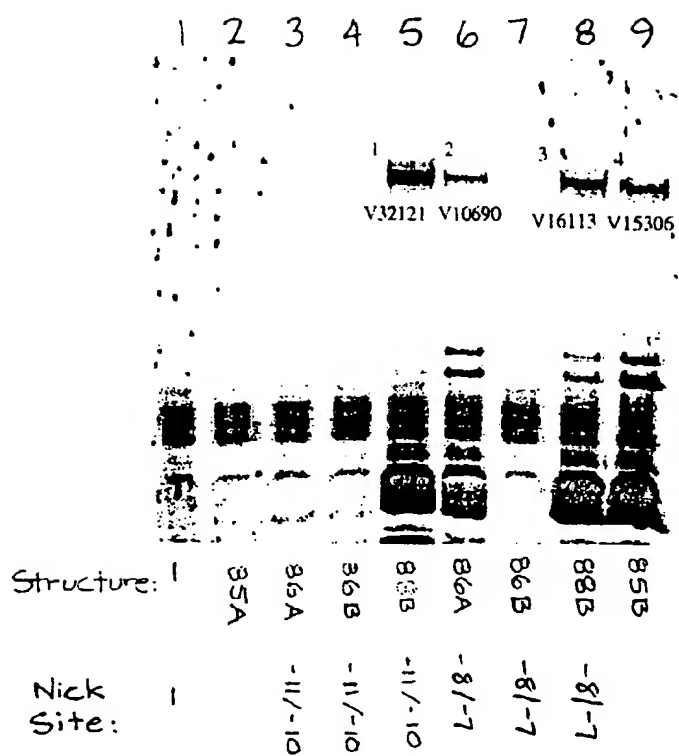 1 2 3 4 5 6 7 8 9
1 2 3 4
V32121 V10690 V16113 V15306
Structure: 1 85A 86A 86B 88B 86A 86B 88B 85B
Nick Site: 1 -11/-10 -11/-10 -11/-10 -8/-7 -8/-7 -8/-7